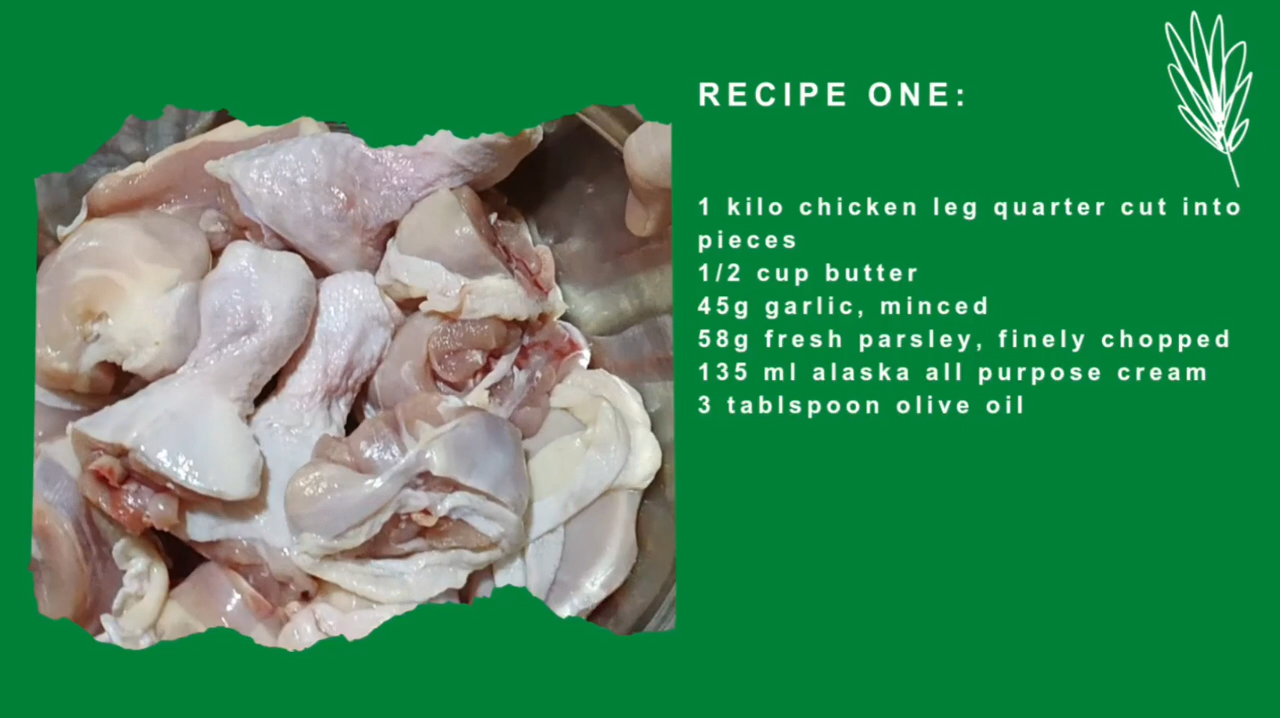 RECIPE ONE:
1 kilo chicken leg quarter cut into
pieces
1/2 cup butter
45g garlic, minced
58g fresh parsley, finely chopped
135 ml alaska all purpose cream
3 tablspoon olive oil